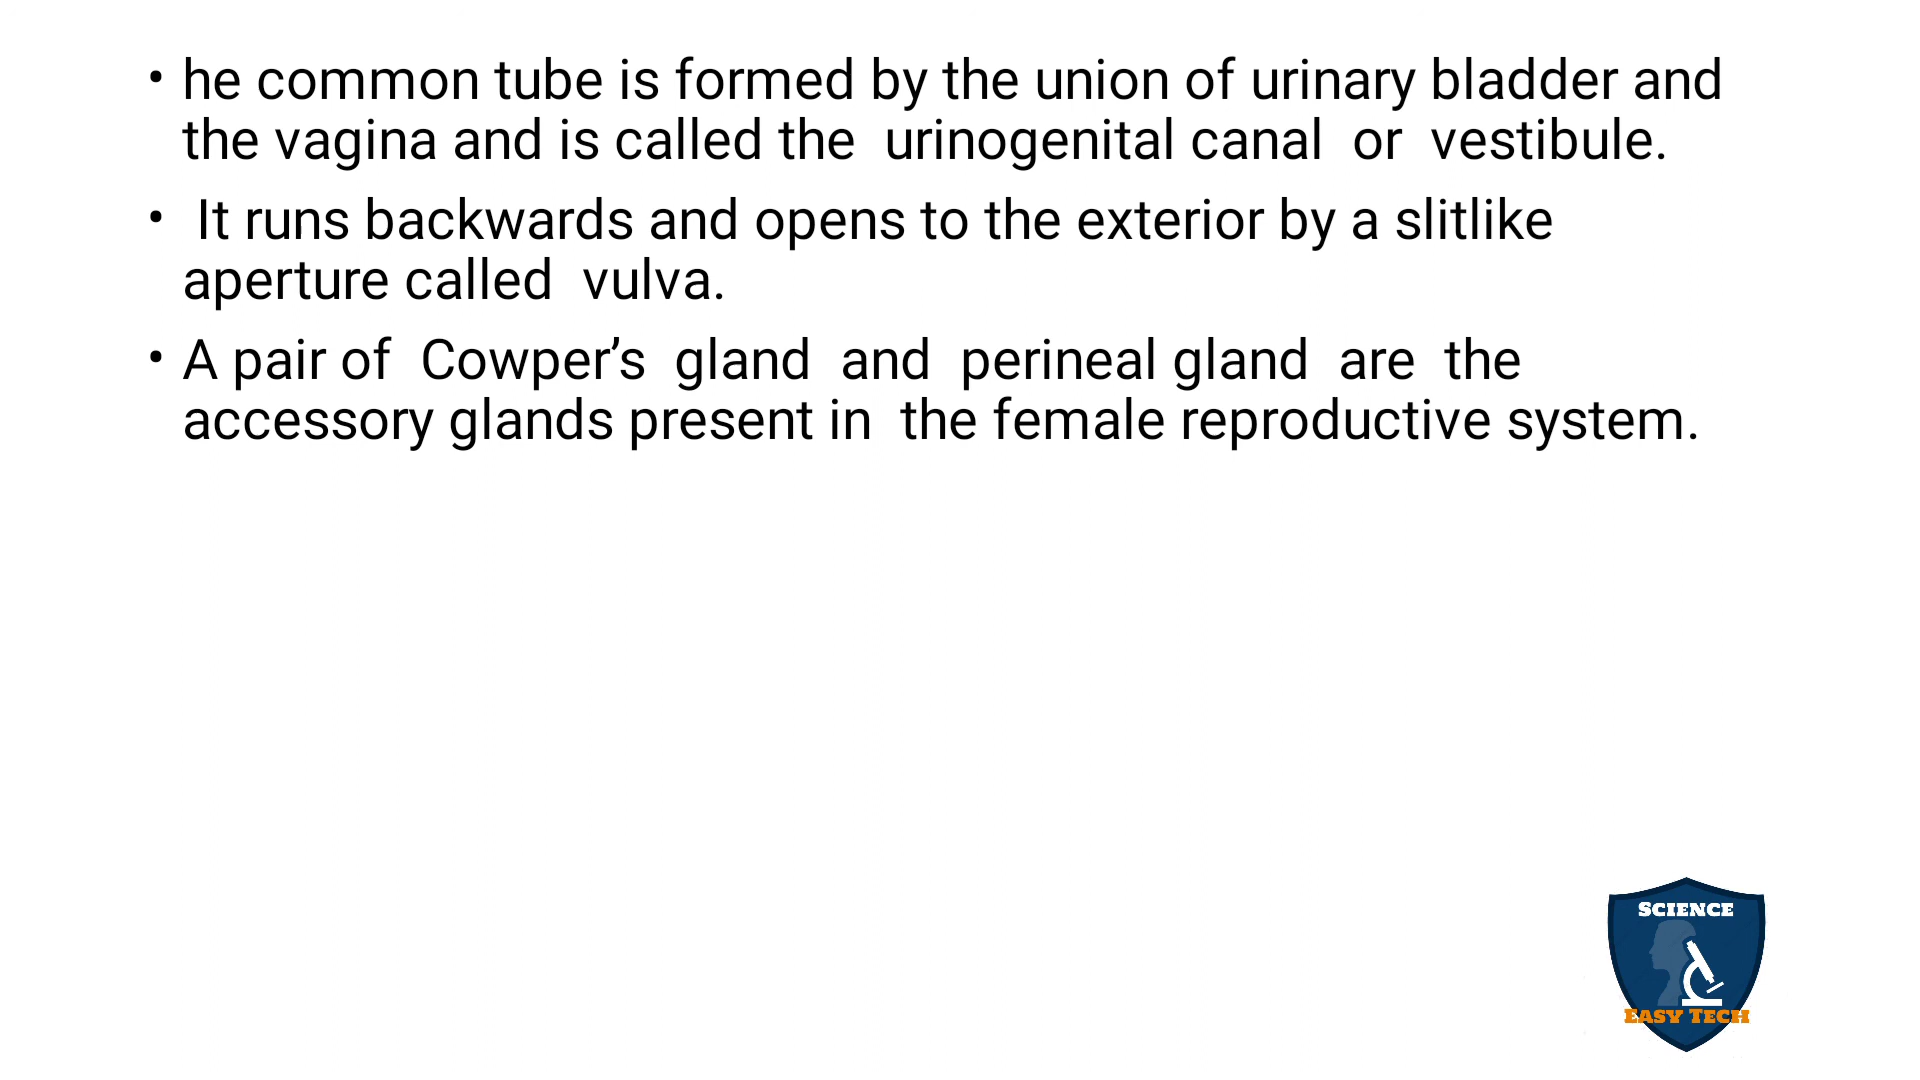 • he common tube is formed by the union of urinary bladder and
the vagina and is called the  urinogenital canal  or  vestibule.
•  It runs backwards and opens to the exterior by a slitlike
aperture called  vulva.
• A pair of  Cowper’s  gland  and  perineal gland  are  the
accessory glands present in  the female reproductive system.
SCIENCE
EASY TECH